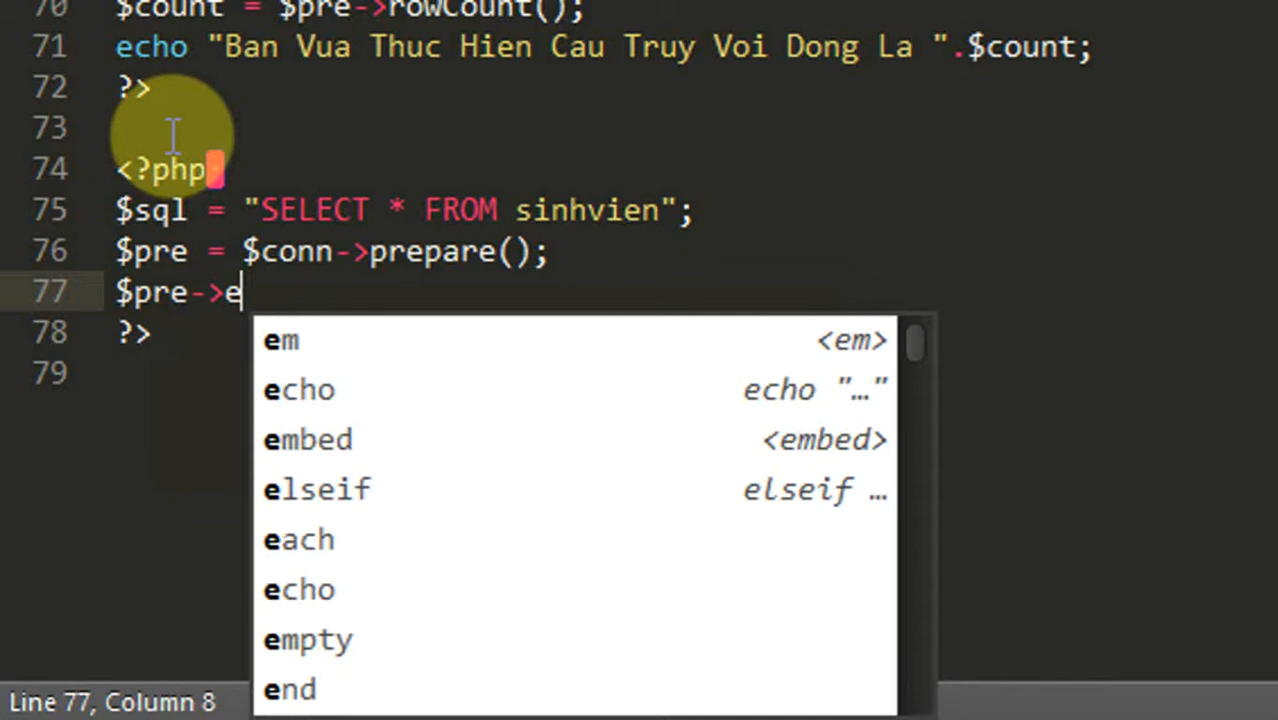 70 $count = $pre->rowCount();
71 echo "Ban Vua Thuc Hien Cau Truy Voi Dong La ".$count;
72 ?>
73
74 <?php
75 $sql = "SELECT * FROM sinhvien";
76 $pre = $conn->prepare();
77 $pre->e
78 ?>
79
em <em>
echo echo "…"
embed <embed>
elseif elseif …
each
echo
empty
end
Line 77, Column 8